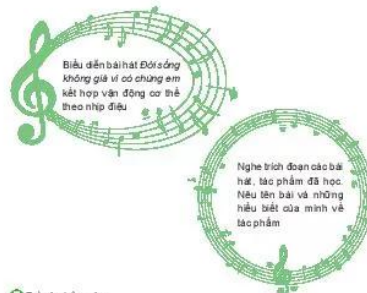 Biểu diễn bài hát Đời sống
không già vì có chúng em
kết hợp vận động cơ thể
theo nhịp điệu
Nghe trích đoạn các bài
hát, tác phẩm đã học.
Nêu tên bài và những
hiểu biết của mình về
tác phẩm